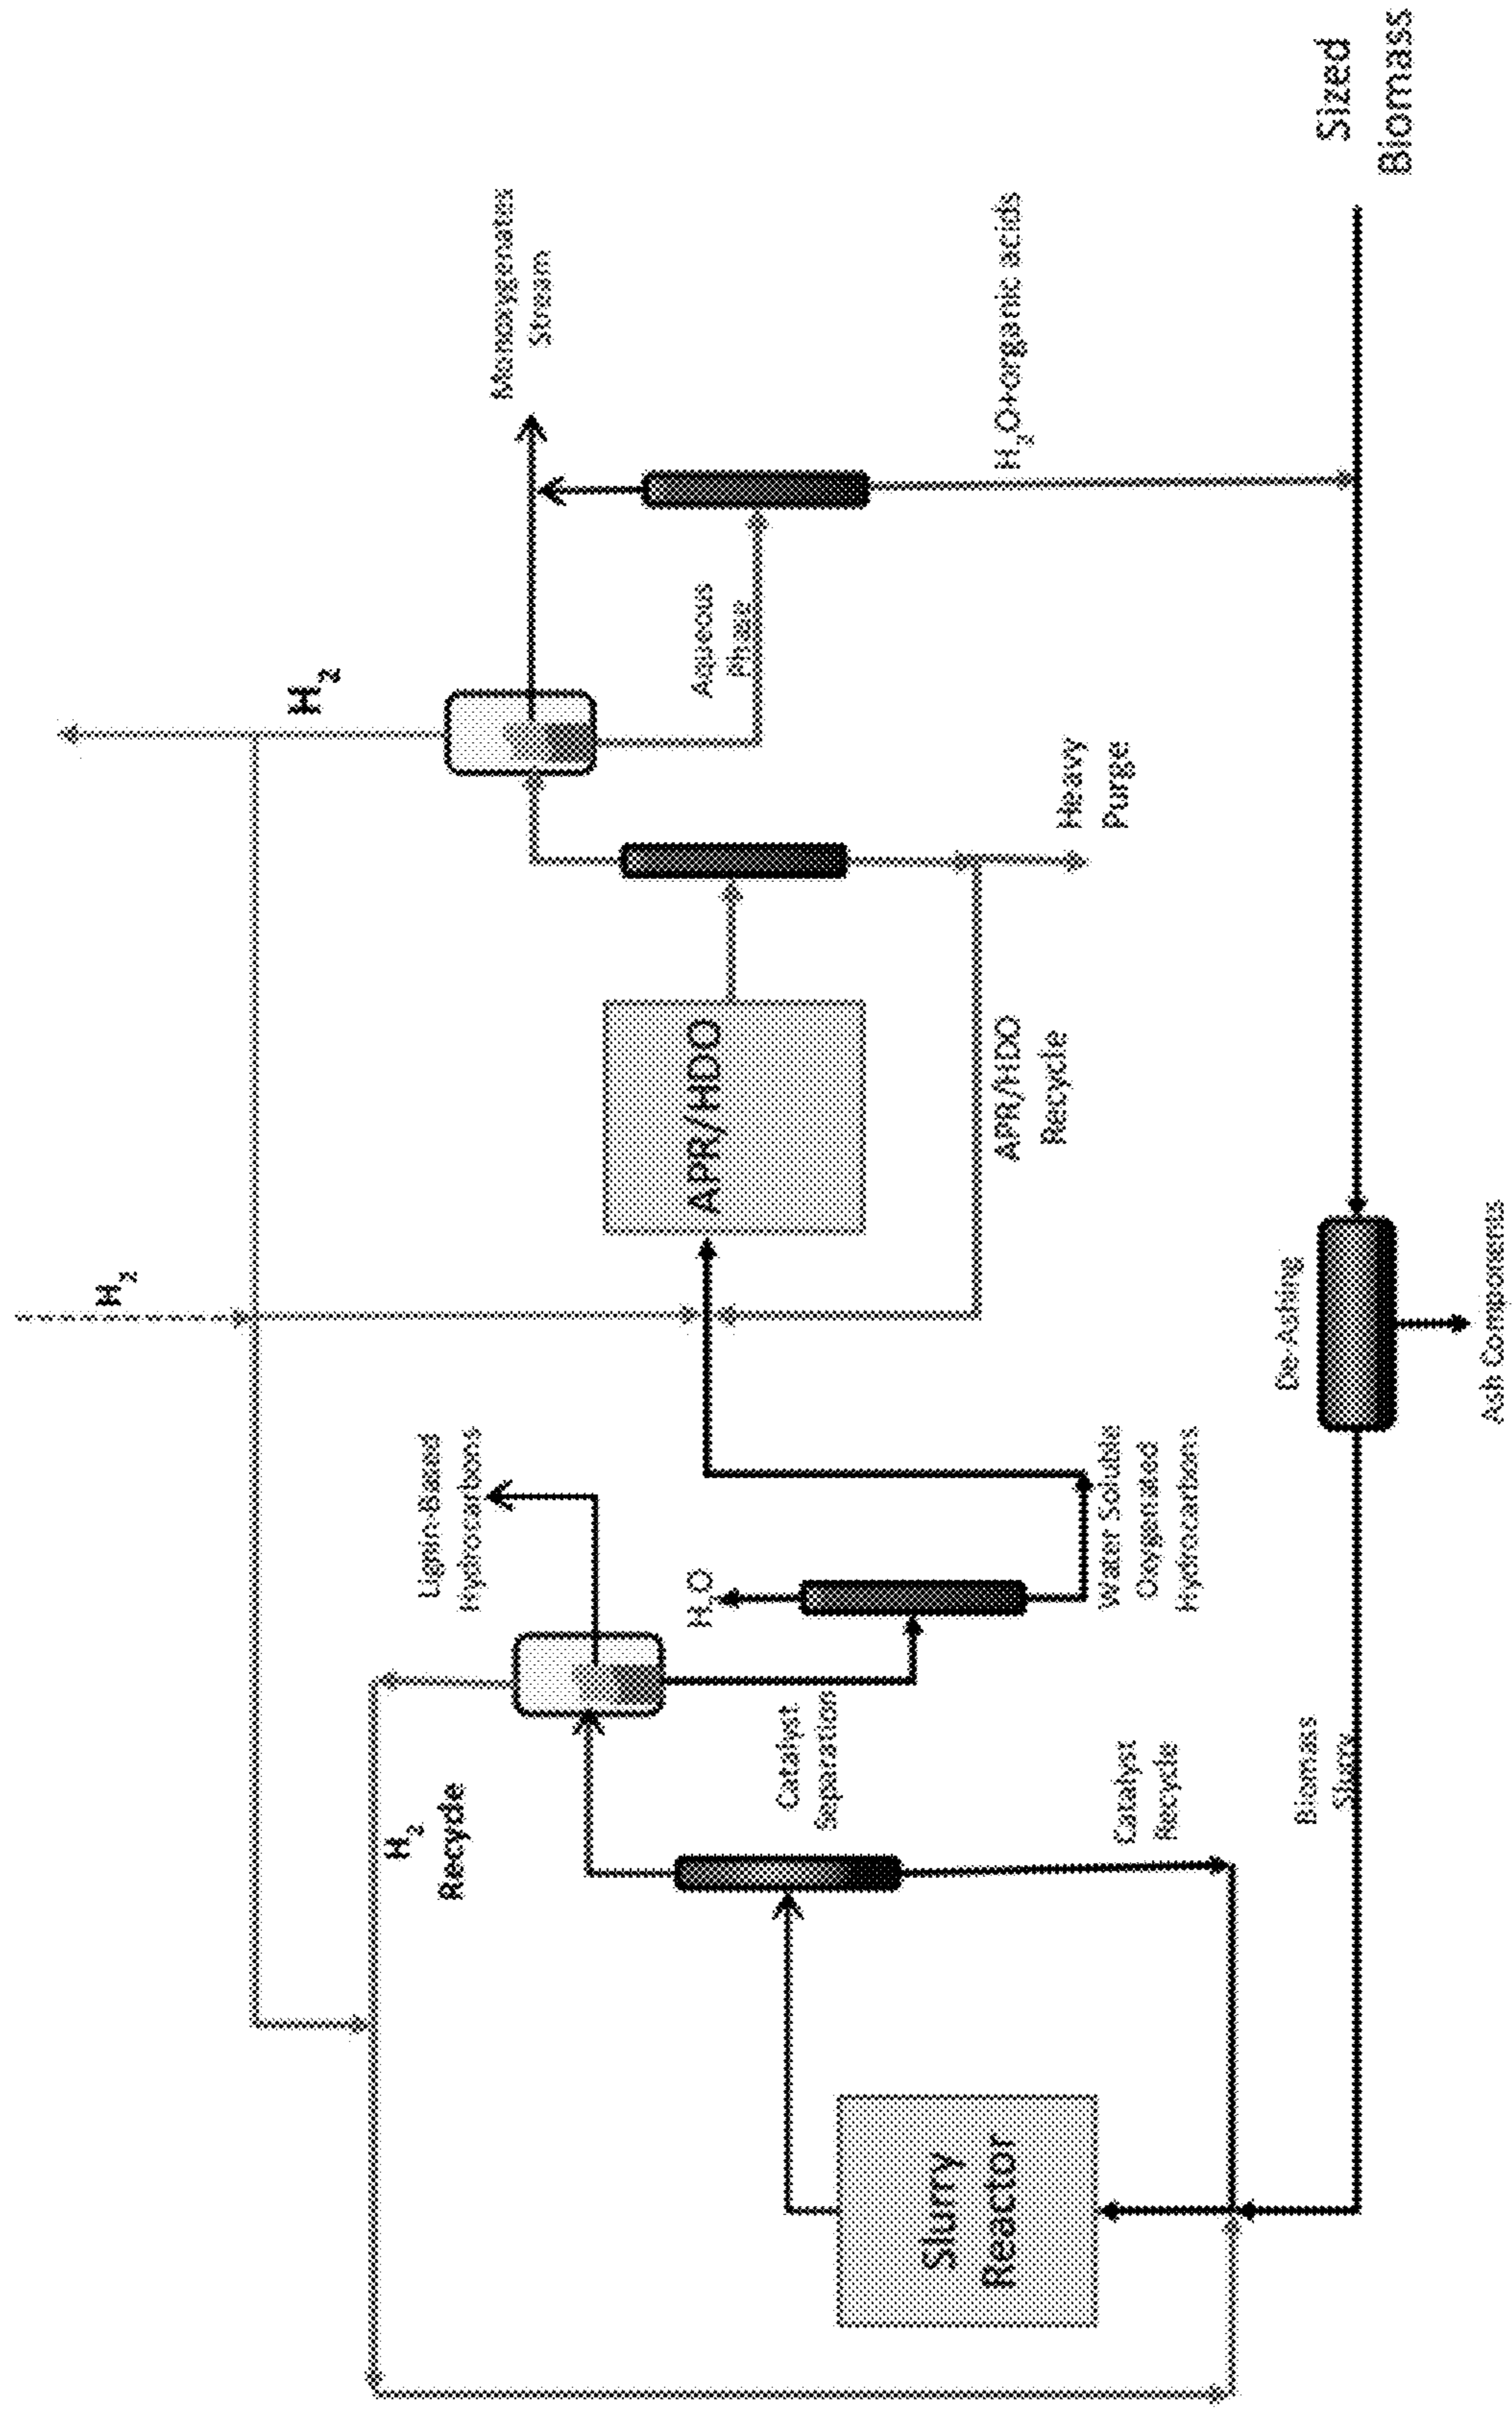 H2
H2
Monoxygenates
Stream
H2
Recycle
Lignin-Based
Hydrocarbons
Aqueous
Phase
H2O
APR/HDO
Catalyst
Separation
Slurry
Reactor
Water Soluble
Oxygenated
Hydrocarbons
APR/HDO
Recycle
Heavy
Purge
H2O+organic acids
Catalyst
Recycle
Biomass
Slurry
De-Ashing
Sized
Biomass
Ash Components